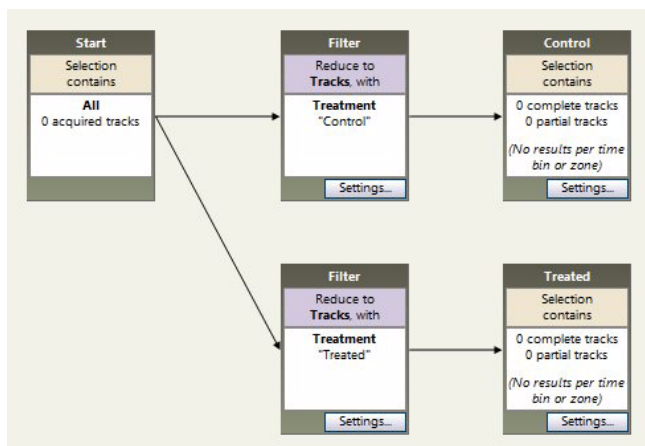 Start
Selection
contains
All
0 acquired tracks
Filter
Reduce to
Tracks, with
Treatment
"Control"
Settings...
Control
Selection
contains
0 complete tracks
0 partial tracks
(No results per time
bin or zone)
Settings...
Filter
Reduce to
Tracks, with
Treatment
"Treated"
Settings...
Treated
Selection
contains
0 complete tracks
0 partial tracks
(No results per time
bin or zone)
Settings...